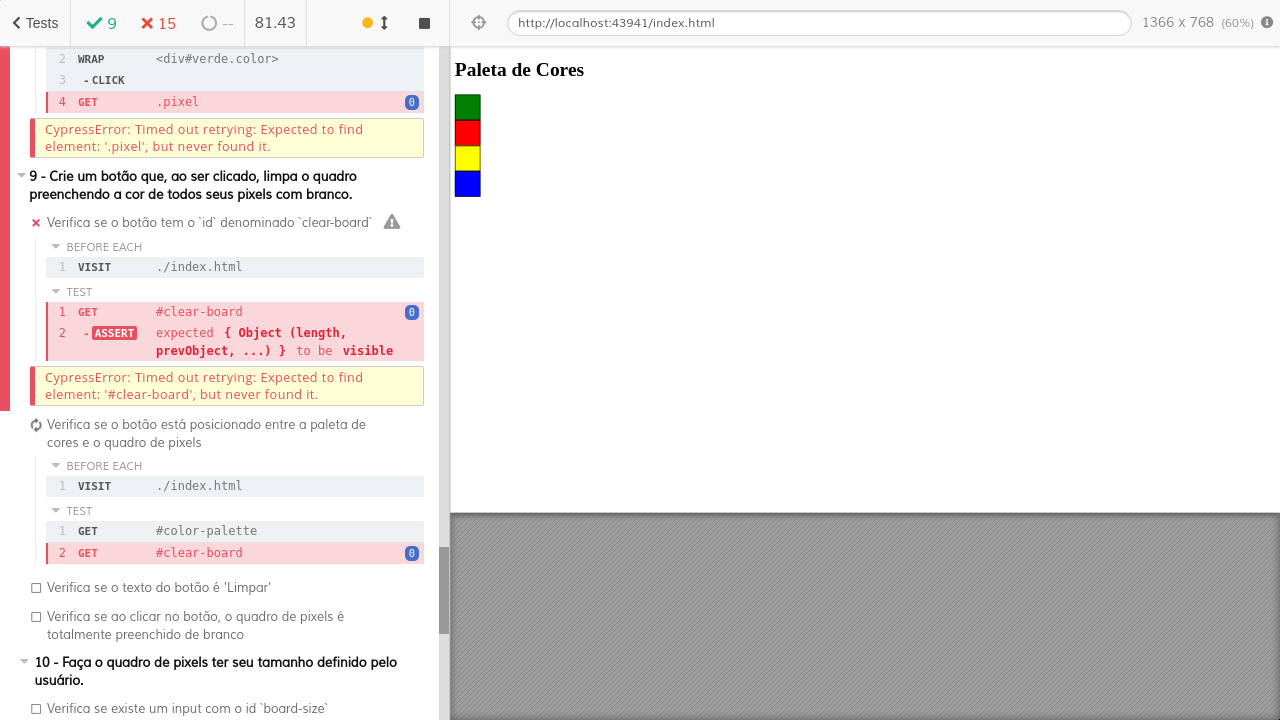 Tests 9 15 -- 81.43 http://localhost:43941/index.html 1366 x 768 (60%)
2 WRAP <div#verde.color>
3 -CLICK
4 GET .pixel 0
CypressError: Timed out retrying: Expected to find
element: '.pixel', but never found it.
9 - Crie um botão que, ao ser clicado, limpa o quadro
preenchendo a cor de todos seus pixels com branco.
Verifica se o botão tem o `id` denominado `clear-board`
BEFORE EACH
1 VISIT ./index.html
TEST
1 GET #clear-board 0
2 -ASSERT expected { Object (length,
prevObject, ...) } to be visible
CypressError: Timed out retrying: Expected to find
element: '#clear-board', but never found it.
Verifica se o botão está posicionado entre a paleta de
cores e o quadro de pixels
BEFORE EACH
1 VISIT ./index.html
TEST
1 GET #color-palette
2 GET #clear-board 0
Verifica se o texto do botão é 'Limpar'
Verifica se ao clicar no botão, o quadro de pixels é
totalmente preenchido de branco
10 - Faça o quadro de pixels ter seu tamanho definido pelo
usuário.
Verifica se existe um input com o id `board-size`
Paleta de Cores